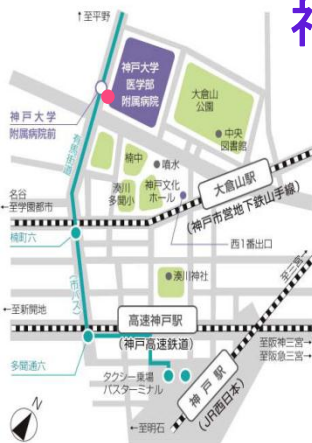 ↑至平野
神
神戸大学
医学部
附属病院
大倉山
公園
神戸大学
附属病院前
有馬街道
中央
図書館
楠中
噴水
湊川
多聞小
神戸文化
ホール
大倉山駅
(神戸市営地下鉄山手線)
名谷
←至学園都市
西1番出口
楠町六
至三宮→
湊川神社
(市バス)
←至新開地
高速神戸駅
(神戸高速鉄道)
至阪神三宮→
至阪急三宮→
多聞通六
タクシー乗場
バスターミナル
神戸駅
(JR西日本)
N
←至明石